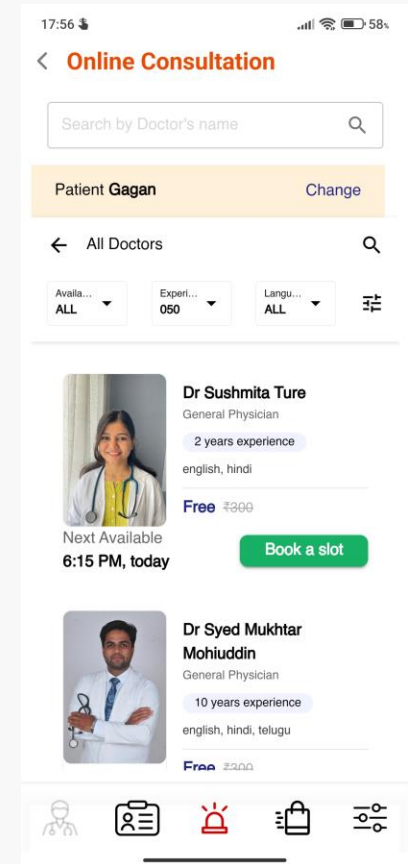 17:56 58%
Online Consultation
Search by Doctor's name
Patient Gagan Change
All Doctors
Availa... Experi... Langu...
ALL 050 ALL
Dr Sushmita Ture
General Physician
2 years experience
english, hindi
Free ₹300
Next Available
6:15 PM, today
Book a slot
Dr Syed Mukhtar
Mohiuddin
General Physician
10 years experience
english, hindi, telugu
Free ₹300